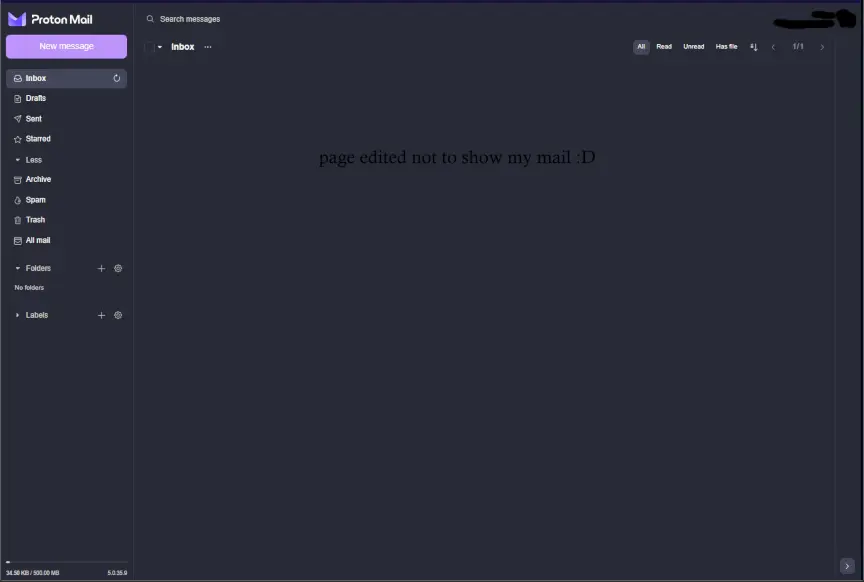 Proton Mail
Search messages
New message
Inbox
All Read Unread Has file 1/1
Inbox
Drafts
Sent
Starred
Less
Archive
Spam
Trash
All mail
Folders
No folders
Labels
page edited not to show my mail :D
34.50 KB / 500.00 MB
5.0.35.9